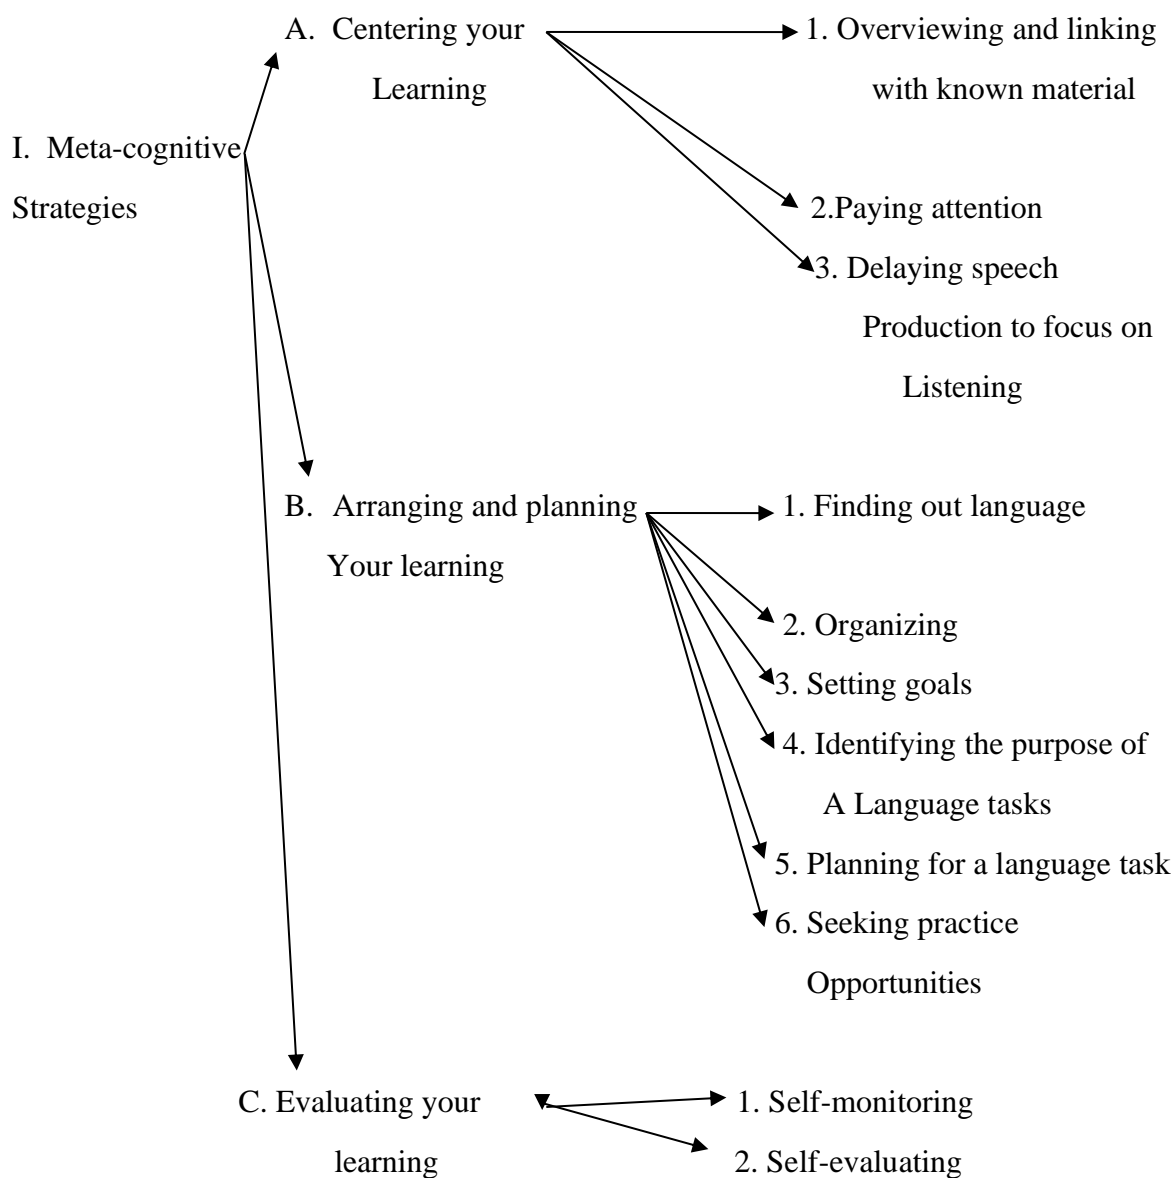 A. Centering your
Learning
1. Overviewing and linking
with known material
I. Meta-cognitive
Strategies
2.Paying attention
3. Delaying speech
Production to focus on
Listening
B. Arranging and planning
Your learning
1. Finding out language
2. Organizing
3. Setting goals
4. Identifying the purpose of
A Language tasks
5. Planning for a language task
6. Seeking practice
Opportunities
C. Evaluating your
learning
1. Self-monitoring
2. Self-evaluating